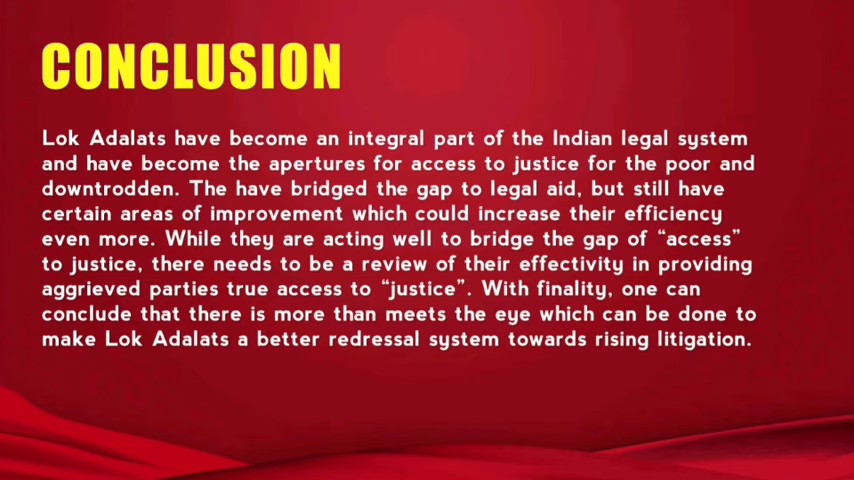 CONCLUSION
Lok Adalats have become an integral part of the Indian legal system
and have become the apertures for access to justice for the poor and
downtrodden. The have bridged the gap to legal aid, but still have
certain areas of improvement which could increase their efficiency
even more. While they are acting well to bridge the gap of “access”
to justice, there needs to be a review of their effectivity in providing
aggrieved parties true access to “justice”. With finality, one can
conclude that there is more than meets the eye which can be done to
make Lok Adalats a better redressal system towards rising litigation.